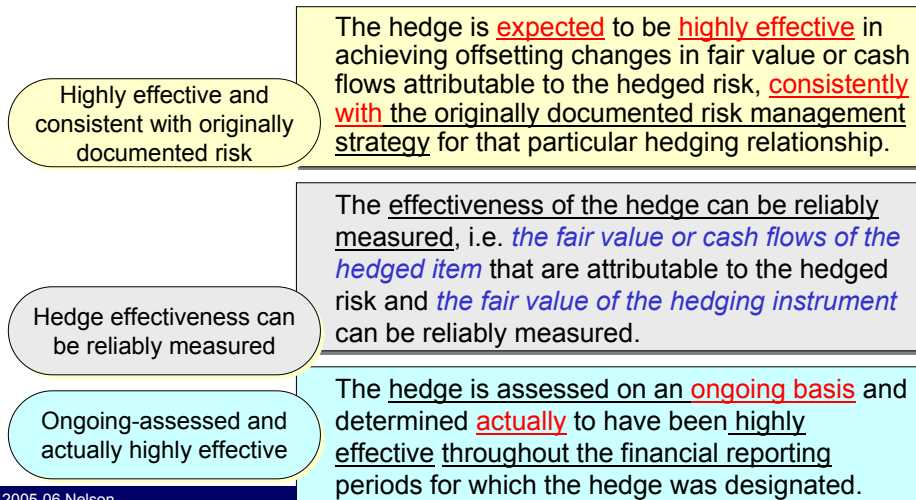 The hedge is expected to be highly effective in
achieving offsetting changes in fair value or cash
flows attributable to the hedged risk, consistently
with the originally documented risk management
strategy for that particular hedging relationship.
Highly effective and
consistent with originally
documented risk
The effectiveness of the hedge can be reliably
measured, i.e. the fair value or cash flows of the
hedged item that are attributable to the hedged
risk and the fair value of the hedging instrument
can be reliably measured.
Hedge effectiveness can
be reliably measured
The hedge is assessed on an ongoing basis and
determined actually to have been highly
effective throughout the financial reporting
periods for which the hedge was designated.
Ongoing-assessed and
actually highly effective
2005-06 Nelson